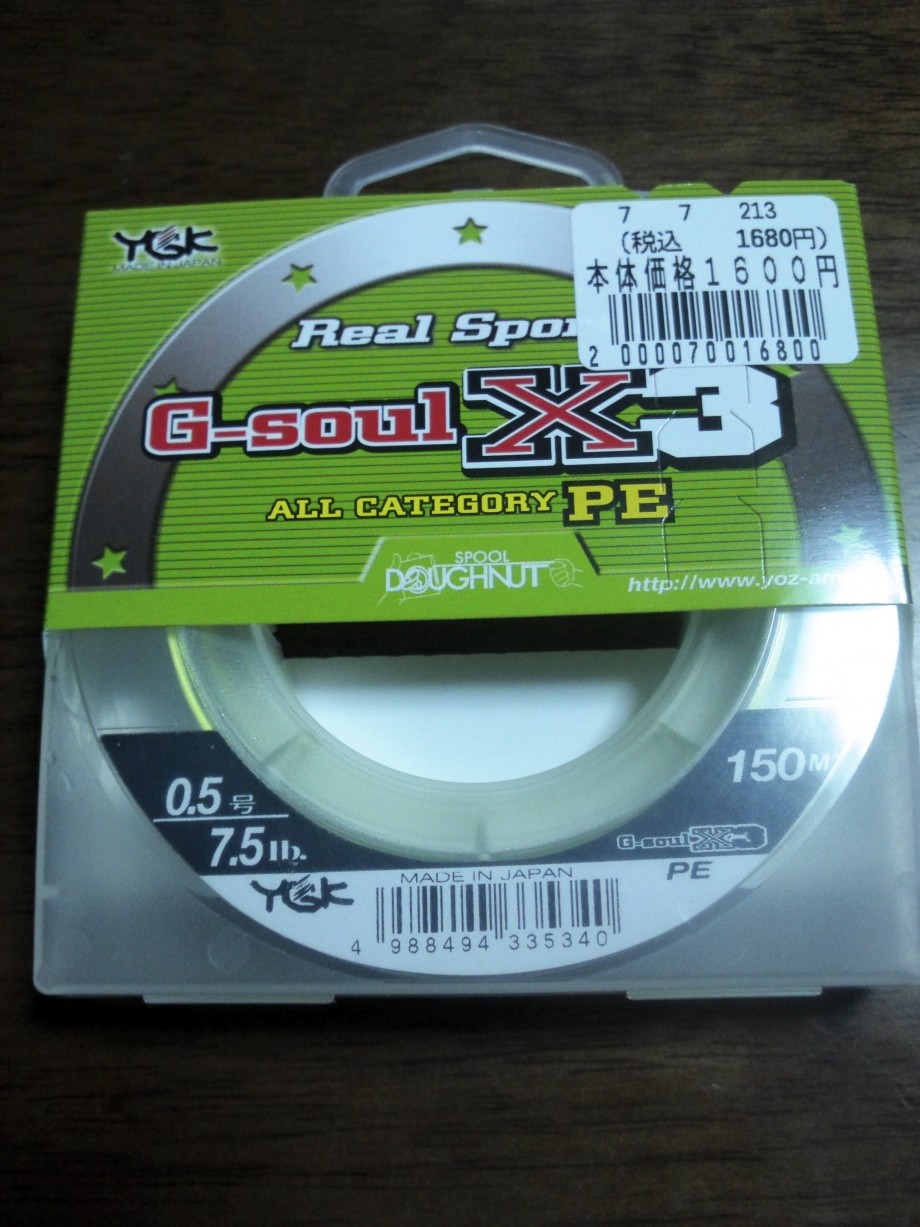 YGK
MADE IN JAPAN
7 7 213
(税込 1680円)
本体価格1600円
2 000070016800
Real
G-soul X3
ALL CATEGORY PE
SPOOL
DOUGHNUT
http://www.yoz-am
0.5号
7.5lb.
150M
G-soul X3
PE
MADE IN JAPAN
YGK
4 988494 335340